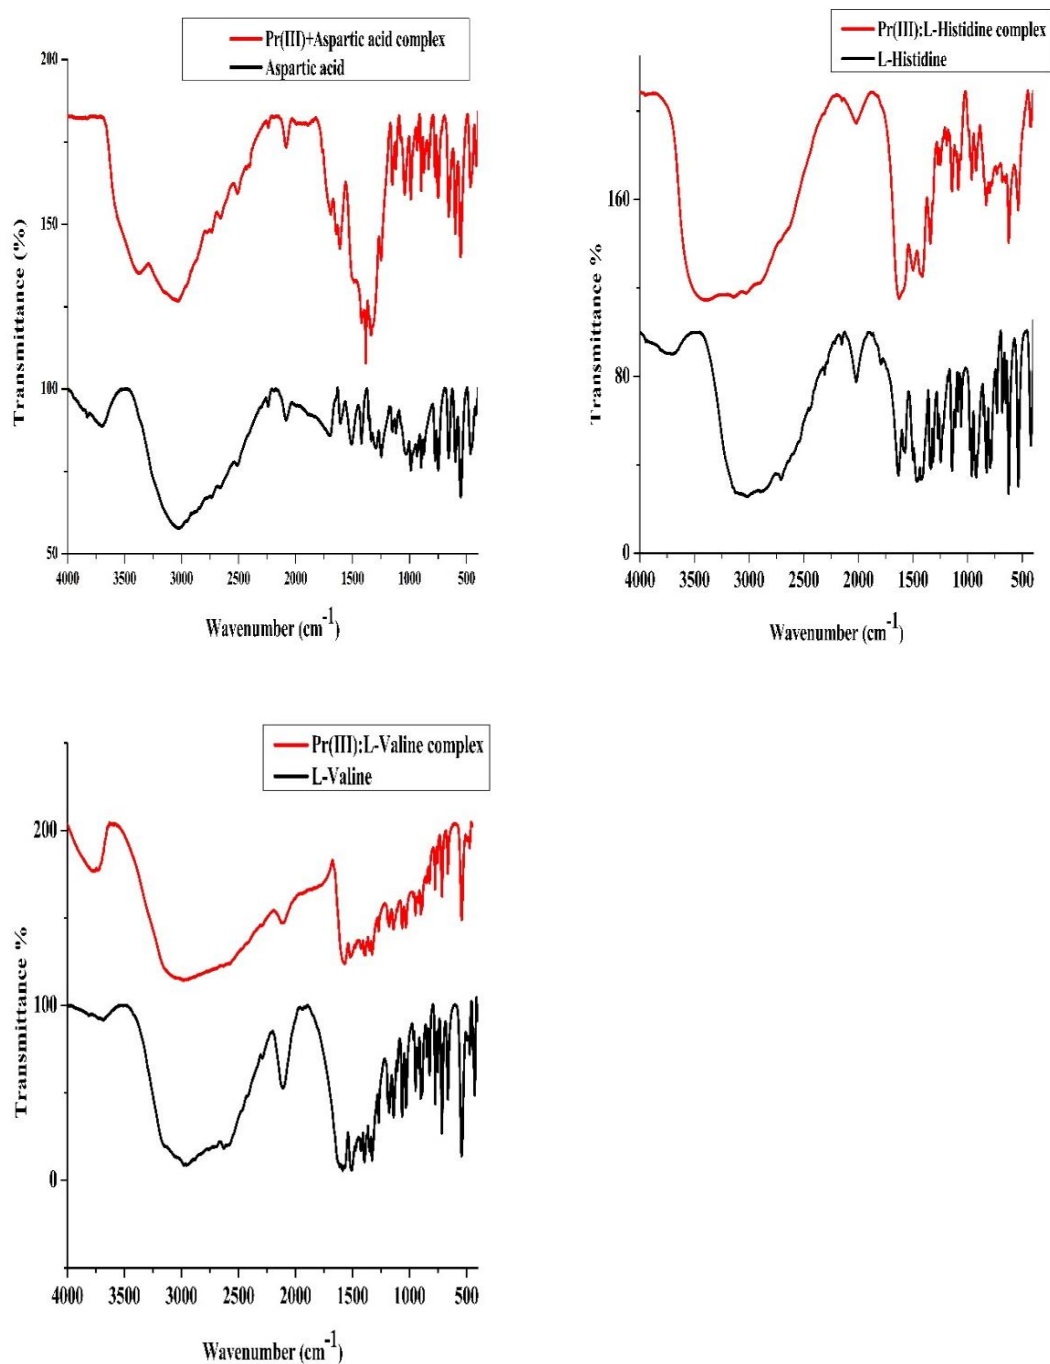 Pr(III)+Aspartic acid complex
Aspartic acid
200
150
100
50
Transmittance (%)
4000 3500 3000 2500 2000 1500 1000 500
Wavenumber (cm-1)
Pr(III):L-Histidine complex
L-Histidine
160
80
0
Transmittance %
4000 3500 3000 2500 2000 1500 1000 500
Wavenumber (cm-1)
Pr(III):L-Valine complex
L-Valine
200
100
0
Transmittance %
4000 3500 3000 2500 2000 1500 1000 500
Wavenumber (cm-1)